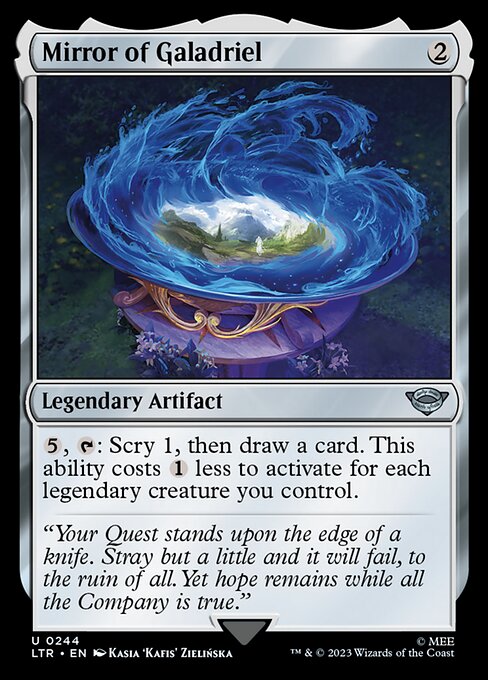 Mirror of Galadriel 2
Legendary Artifact
5, T: Scry 1, then draw a card. This
ability costs 1 less to activate for each
legendary creature you control.
“Your Quest stands upon the edge of a
knife. Stray but a little and it will fail, to
the ruin of all. Yet hope remains while all
the Company is true.”
U 0244
LTR • EN Kasia ‘Kafis’ Zielińska
© MEE
™ & © 2023 Wizards of the Coast